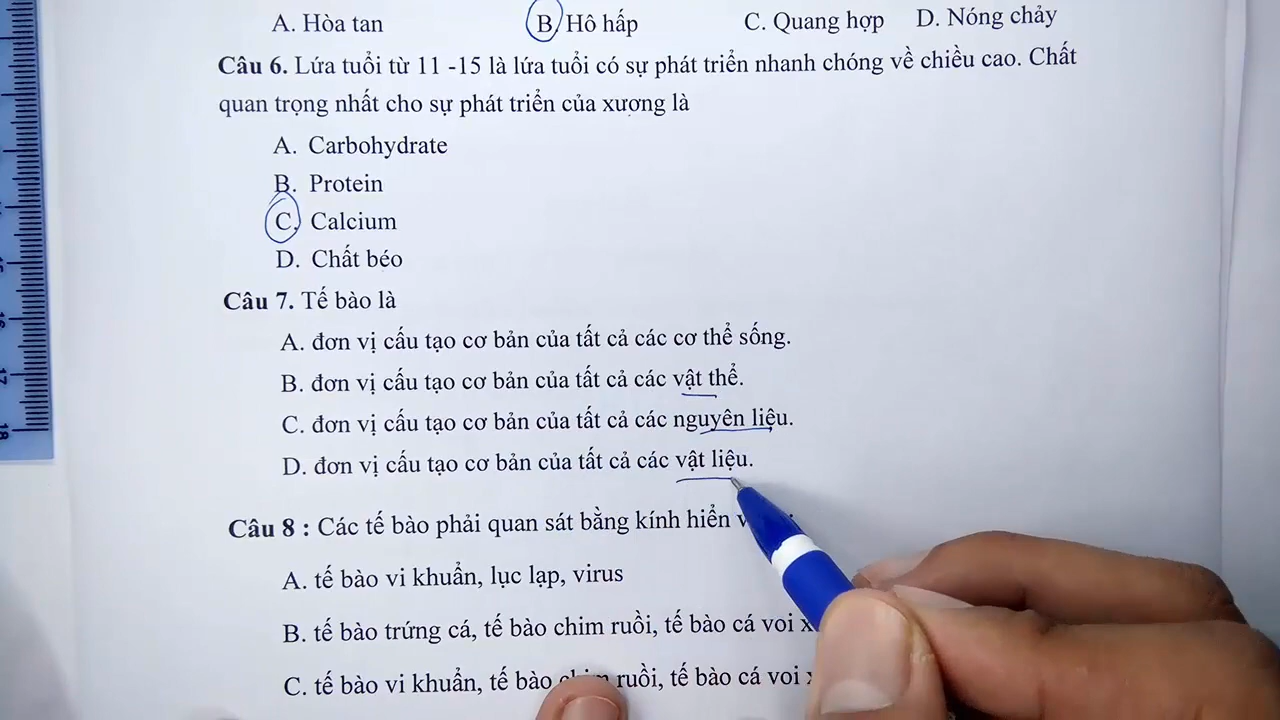 A. Hòa tan B. Hô hấp C. Quang hợp D. Nóng chảy
Câu 6. Lứa tuổi từ 11 -15 là lứa tuổi có sự phát triển nhanh chóng về chiều cao. Chất
quan trọng nhất cho sự phát triển của xương là
A. Carbohydrate
B. Protein
C. Calcium
D. Chất béo
Câu 7. Tế bào là
A. đơn vị cấu tạo cơ bản của tất cả các cơ thể sống.
B. đơn vị cấu tạo cơ bản của tất cả các vật thể.
C. đơn vị cấu tạo cơ bản của tất cả các nguyên liệu.
D. đơn vị cấu tạo cơ bản của tất cả các vật liệu.
Câu 8 : Các tế bào phải quan sát bằng kính hiển
A. tế bào vi khuẩn, lục lạp, virus
B. tế bào trứng cá, tế bào chim ruồi, tế bào cá voi
C. tế bào vi khuẩn, tế bào chim ruồi, tế bào cá voi
16
17
18